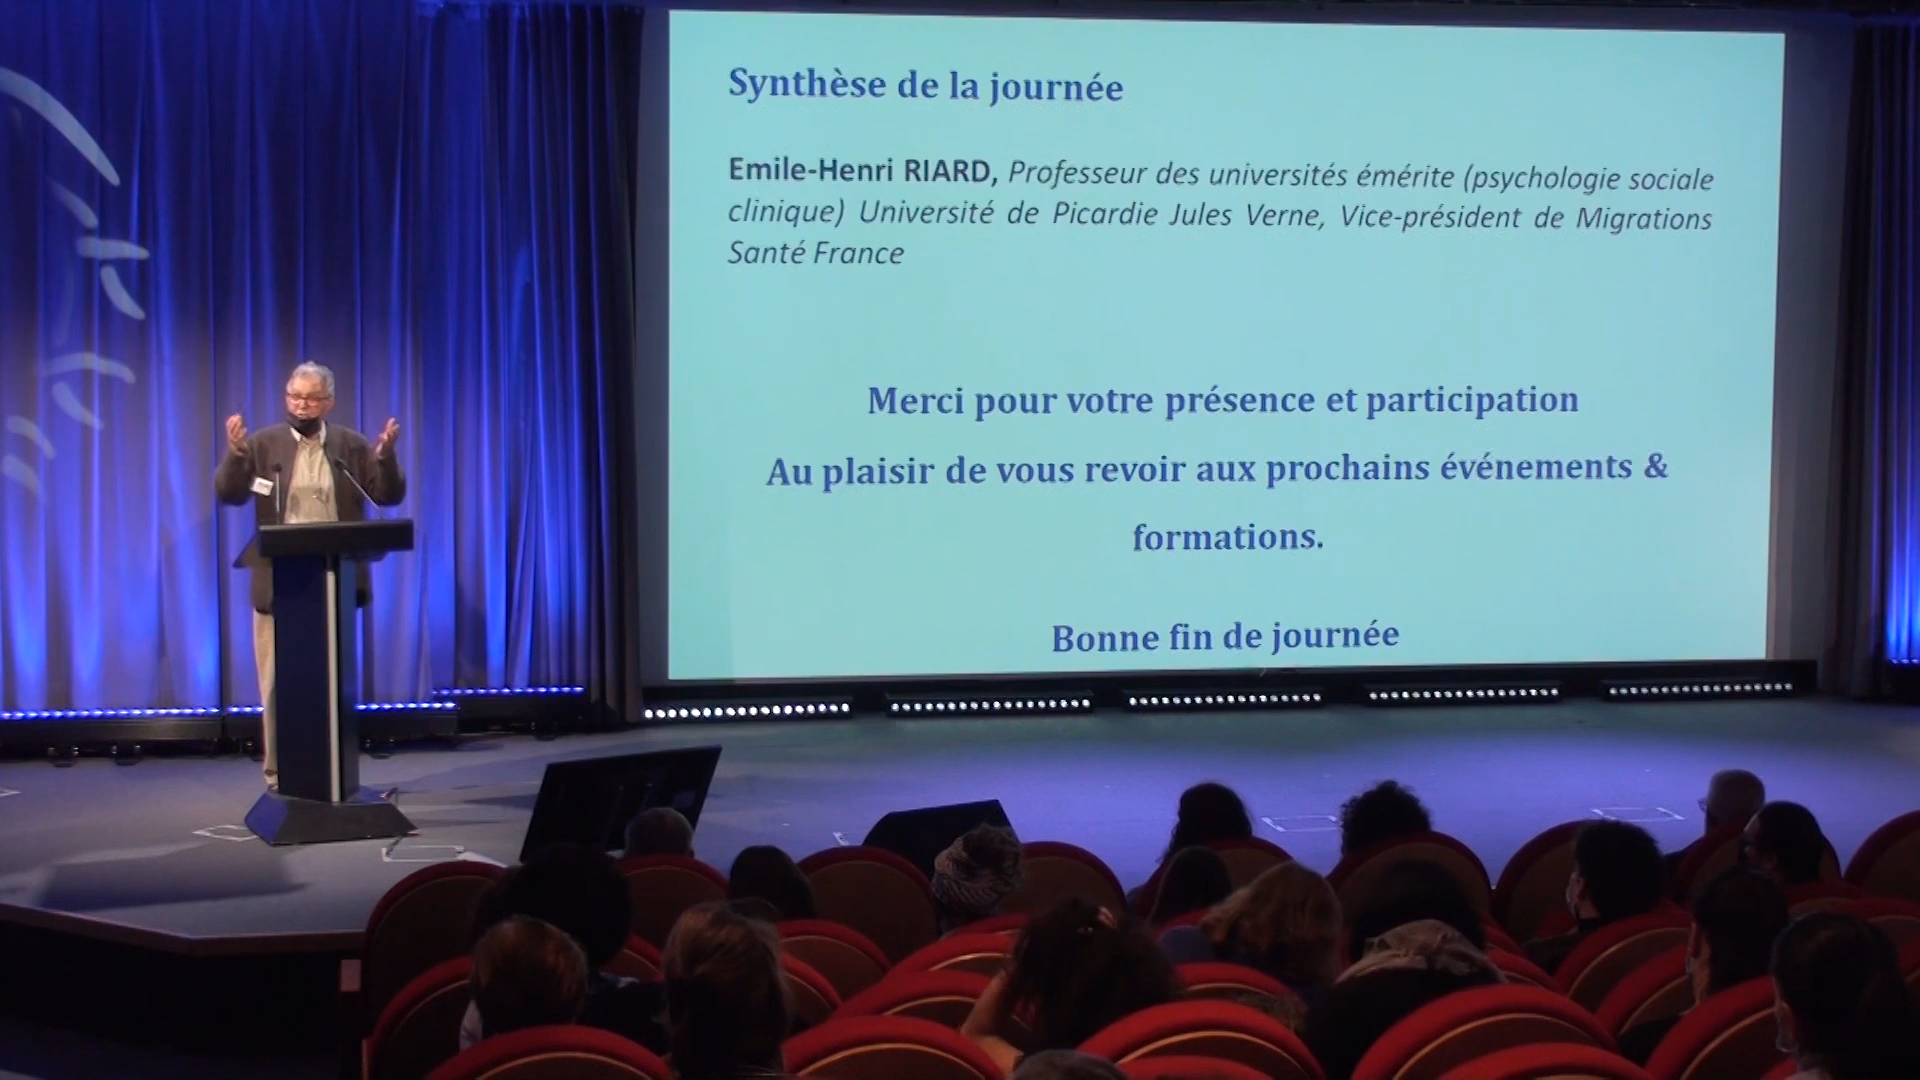 Synthèse de la journée
Emile-Henri RIARD, Professeur des universités émérite (psychologie sociale
clinique) Université de Picardie Jules Verne, Vice-président de Migrations
Santé France
Merci pour votre présence et participation
Au plaisir de vous revoir aux prochains événements &
formations.
Bonne fin de journée